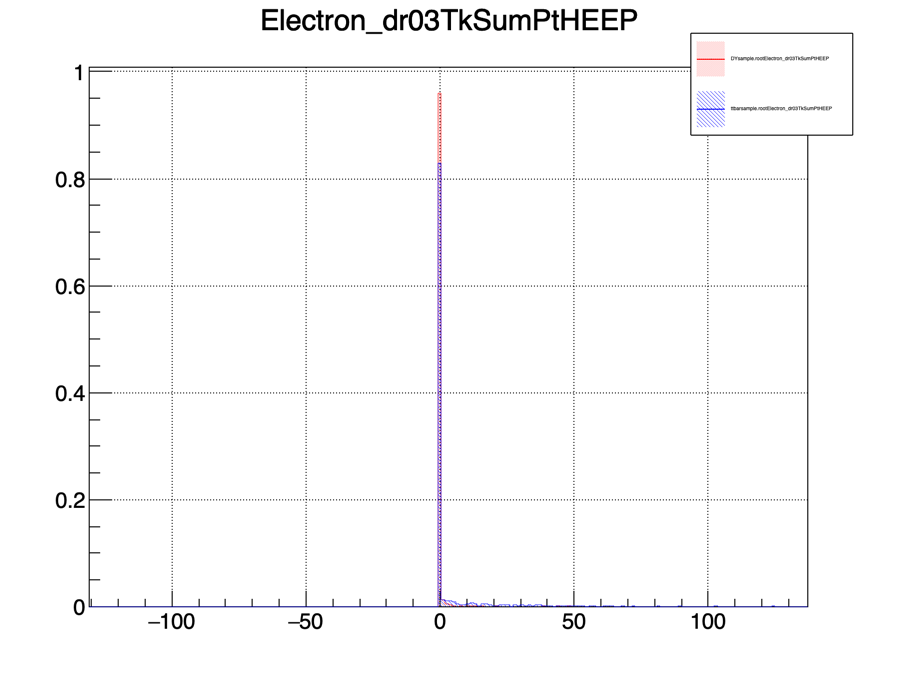 Electron_dr03TkSumPtHEEP
DYsample.rootElectron_dr03TkSumPtHEEP
ttbarsample.rootElectron_dr03TkSumPtHEEP
1
0.8
0.6
0.4
0.2
0
−100 −50 0 50 100